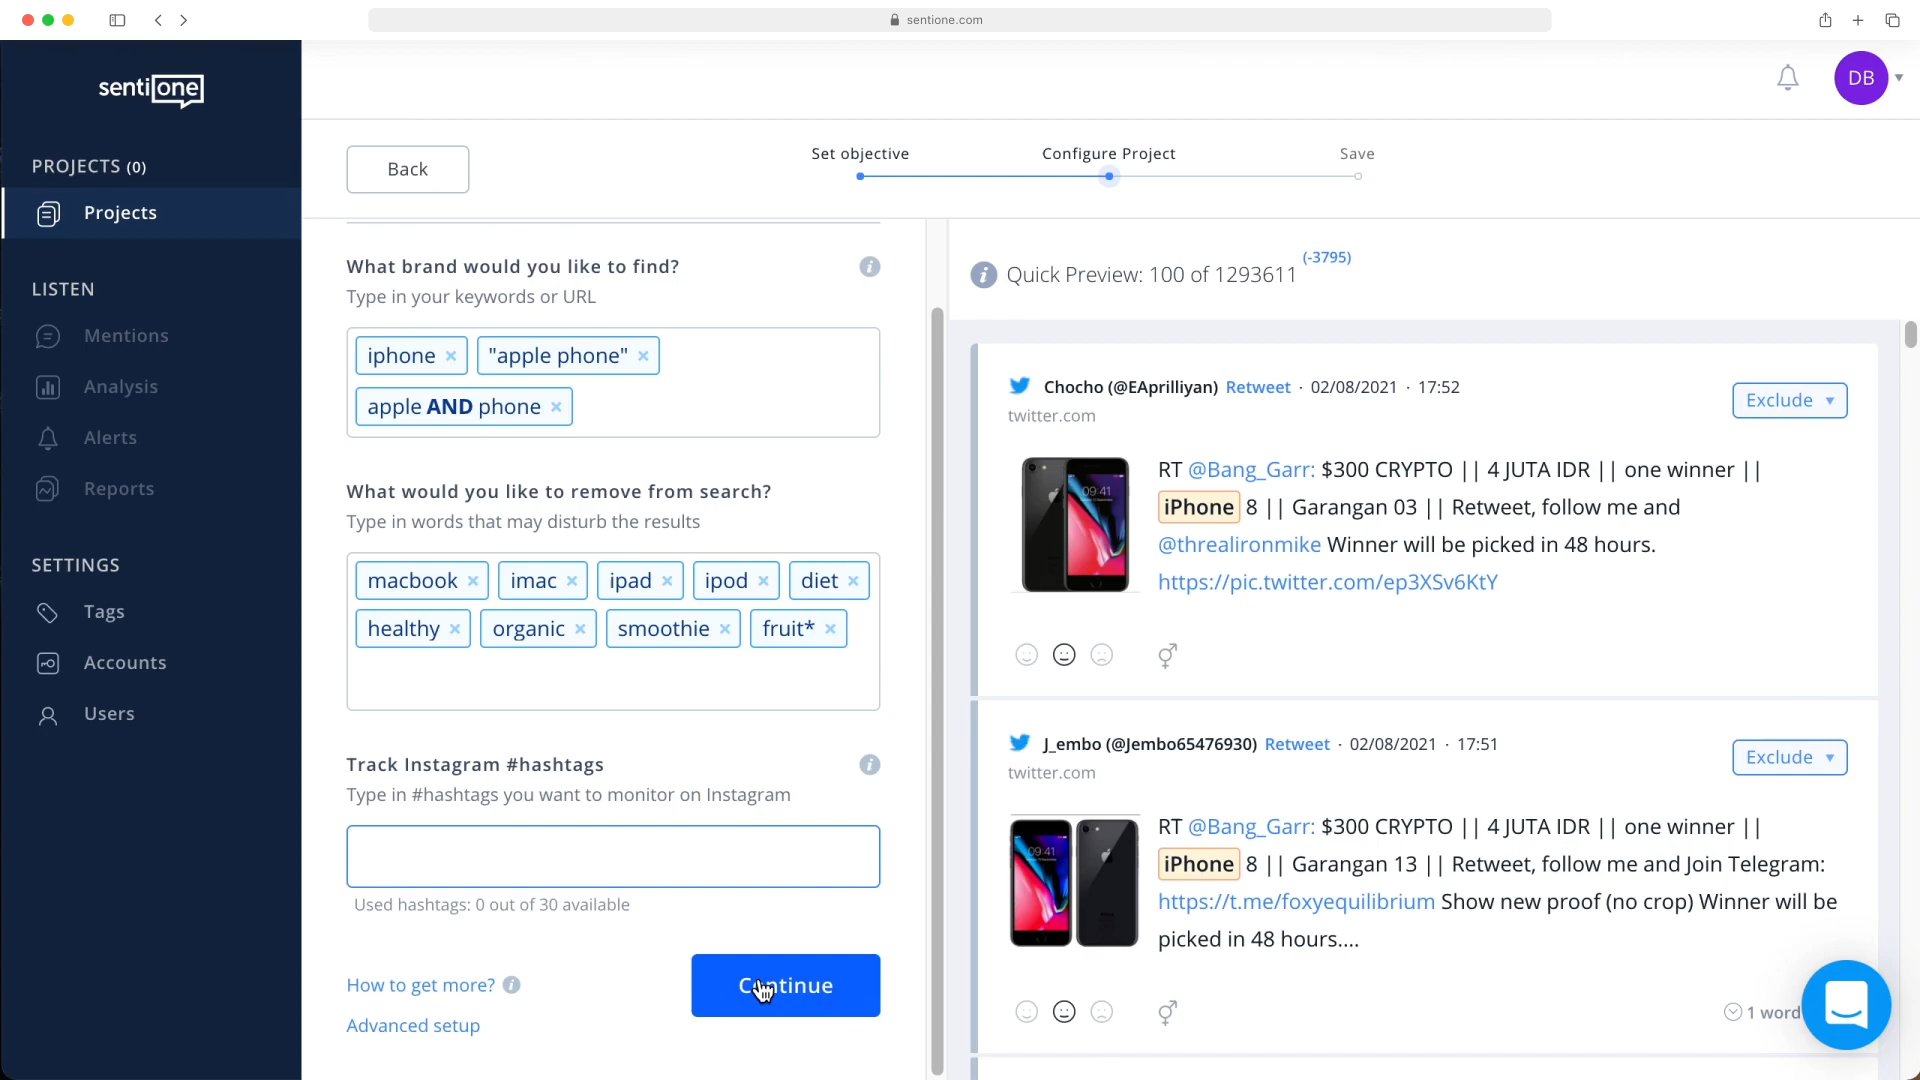 sentione.com
sentione
DB
PROJECTS (0)
Projects
LISTEN
Mentions
Analysis
Alerts
Reports
SETTINGS
Tags
Accounts
Users
Back
Set objective
Configure Project
Save
What brand would you like to find?
Type in your keywords or URL
iphone × "apple phone" ×
apple AND phone ×
What would you like to remove from search?
Type in words that may disturb the results
macbook × imac × ipad × ipod × diet ×
healthy × organic × smoothie × fruit* ×
Track Instagram #hashtags
Type in #hashtags you want to monitor on Instagram
Used hashtags: 0 out of 30 available
How to get more?
Continue
Advanced setup
Quick Preview: 100 of 1293611 (-3795)
Chocho (@EAprilliyan) Retweet · 02/08/2021 · 17:52
twitter.com
Exclude
09:41
RT @Bang_Garr: $300 CRYPTO || 4 JUTA IDR || one winner ||
iPhone 8 || Garangan 03 || Retweet, follow me and
@threalironmike Winner will be picked in 48 hours.
https://pic.twitter.com/ep3XSv6KtY
J_embo (@Jembo65476930) Retweet · 02/08/2021 · 17:51
twitter.com
Exclude
09:41
RT @Bang_Garr: $300 CRYPTO || 4 JUTA IDR || one winner ||
iPhone 8 || Garangan 13 || Retweet, follow me and Join Telegram:
https://t.me/foxyequilibrium Show new proof (no crop) Winner will be
picked in 48 hours....
1 word